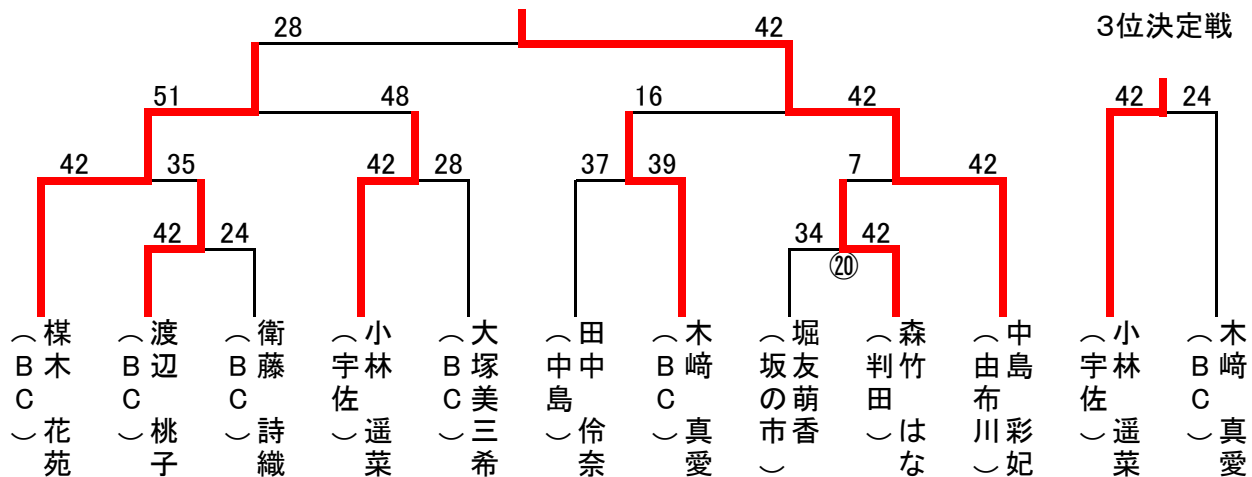 28
42
3位決定戦
51
48
16
42
42
24
42
35
42
28
37
39
7
42
42
24
34
42
⑳
楳木 花苑
（ＢＣ）
渡辺 桃子
（ＢＣ）
衛藤 詩織
（ＢＣ）
小林 遥菜
（宇佐）
大塚美三希
（ＢＣ）
田中 伶奈
（中島）
木﨑 真愛
（ＢＣ）
堀友萌香
（坂の市）
森竹 はな
（判田）
中島 彩妃
（由布川）
小林 遥菜
（宇佐）
木﨑 真愛
（ＢＣ）